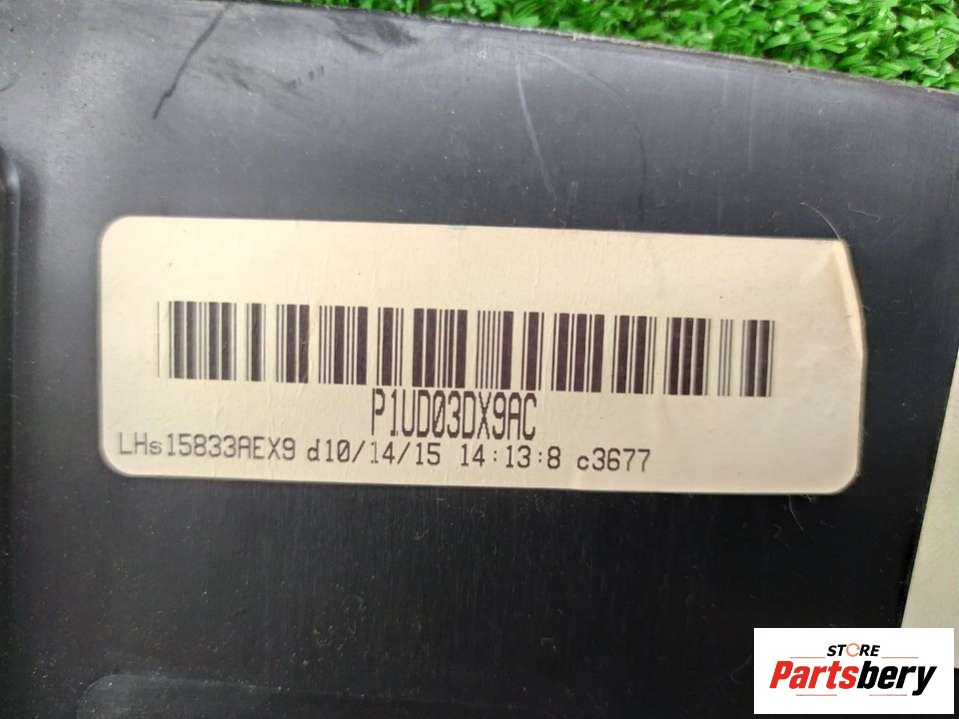 P1UD03DX9AC
LHs15833AEX9 d10/14/15 14:13:8 c3677
STORE
Partsbery